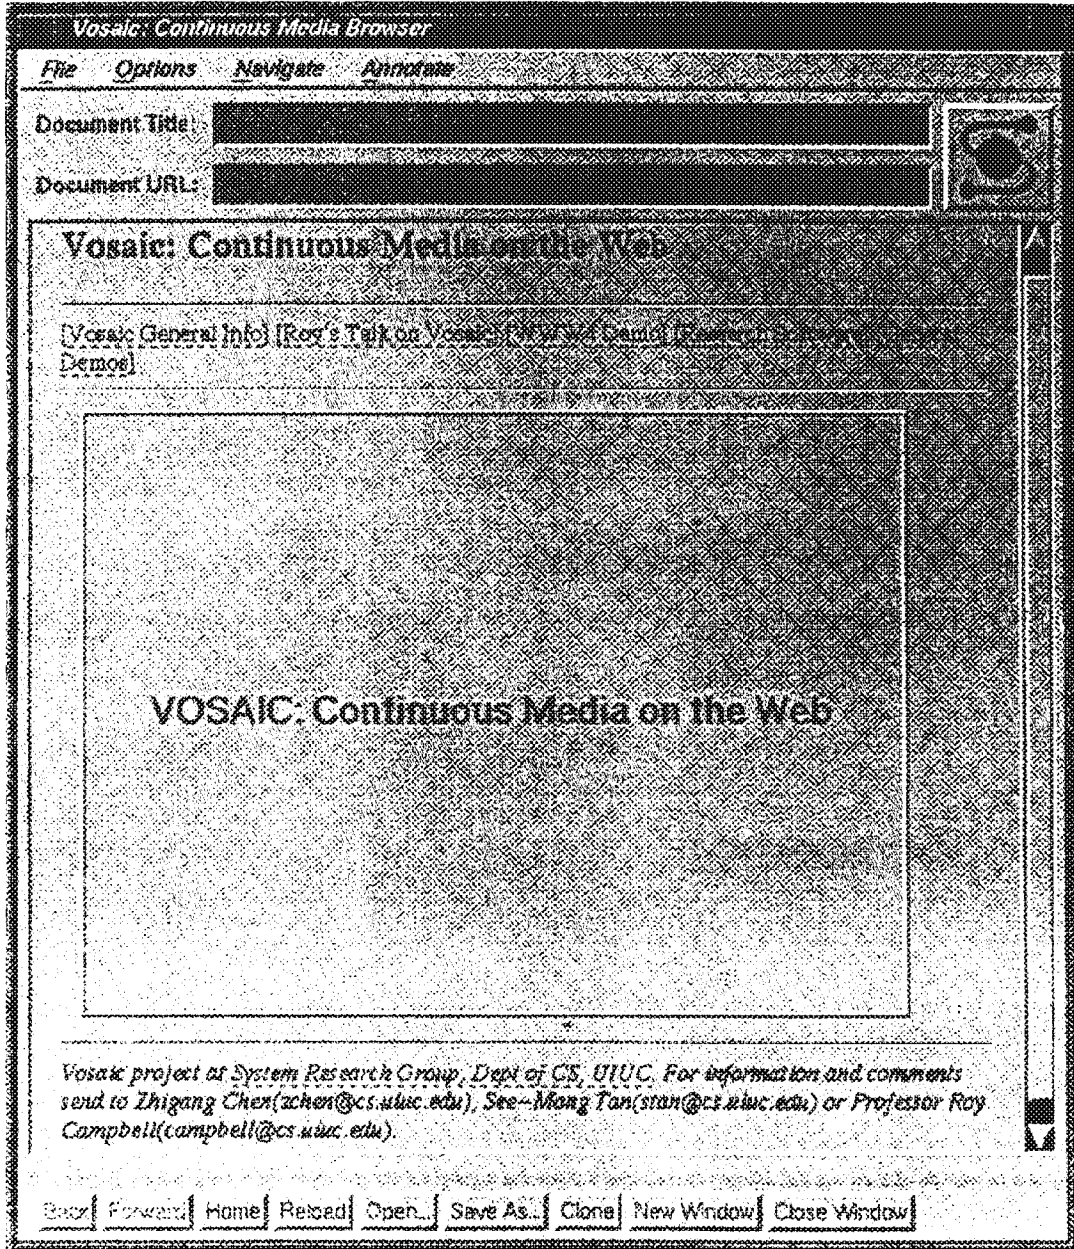 Vosaic: Continuous Media Browser
File Options Navigate Annotate
Document Title:
Document URL:
Vosaic: Continuous Media on the Web
[Vosaic General Info] [Roy's Talk on Vosaic] Demo] [Research
Demos]
VOSAIC: Continuous Media on the Web
Vosaic project at System Research Group, Dept of CS, UIUC. For information and comments
send to Zhigang Chen(zchen@cs.uiuc.edu), See-Mong Tan(stan@cs.uiuc.edu) or Professor Roy
Campbell(campbell@cs.uiuc.edu).
Back Forward Home Reload Open... Save As... Clone New Window Close Window